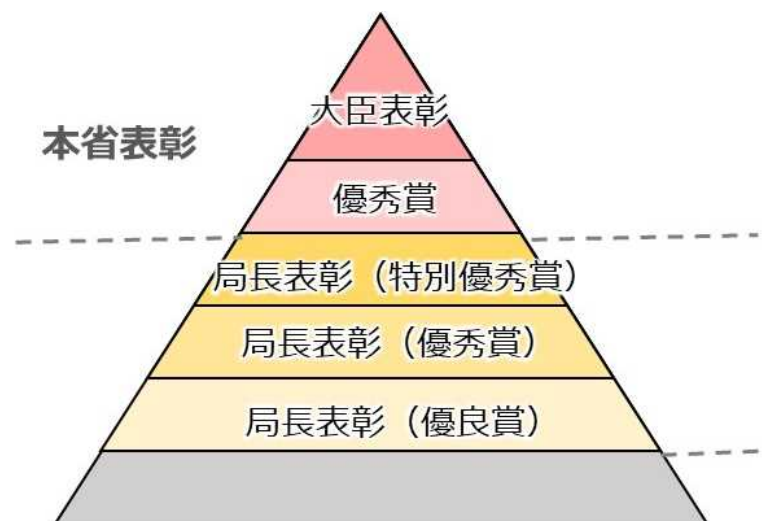 大臣表彰
本省表彰
優秀賞
局長表彰（特別優秀賞）
局長表彰（優秀賞）
局長表彰（優良賞）